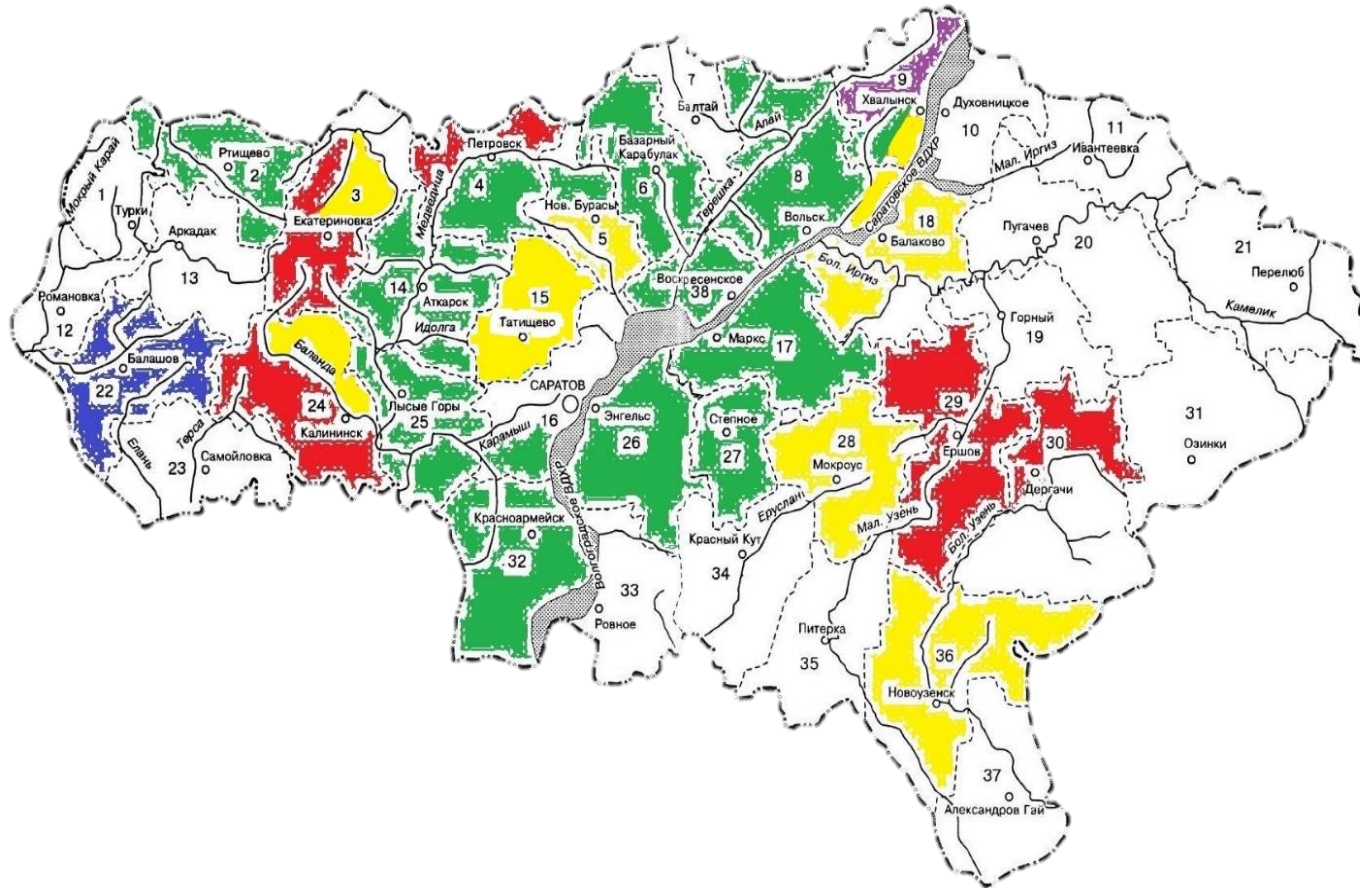 9
7
Хвалынск
Духовницкое
Балтай
Алай
10
11
Мал. Иргиз
Ивантеевка
Петровск
Базарный
Карабулак
Ртищево
2
4
6
8
Терешка
Мокрый Карай
1
3
Медведица
Саратовское ВДХР
Турки
Екатериновка
Нов. Бурасы
5
Вольск
18
Балаково
Пугачев
20
21
Аркадак
13
Перелюб
Бол. Иргиз
Воскресенское
38
14
Аткарск
15
Камелик
Романовка
12
Идолга
Татищево
Маркс
17
Горный
19
Балашов
22
Баланда
САРАТОВ
16
Лысые Горы
25
24
Калининск
Карамыш
Энгельс
26
Степное
27
28
Мокроус
29
Ершов
30
31
Озинки
Дергачи
Елань
Терса
23
Самойловка
Еруслан
Мал. Узень
Бол. Узень
Красноармейск
32
Волгоградское ВДХР
Красный Кут
34
33
Ровное
Питерка
35
36
Новоузенск
37
Александров Гай